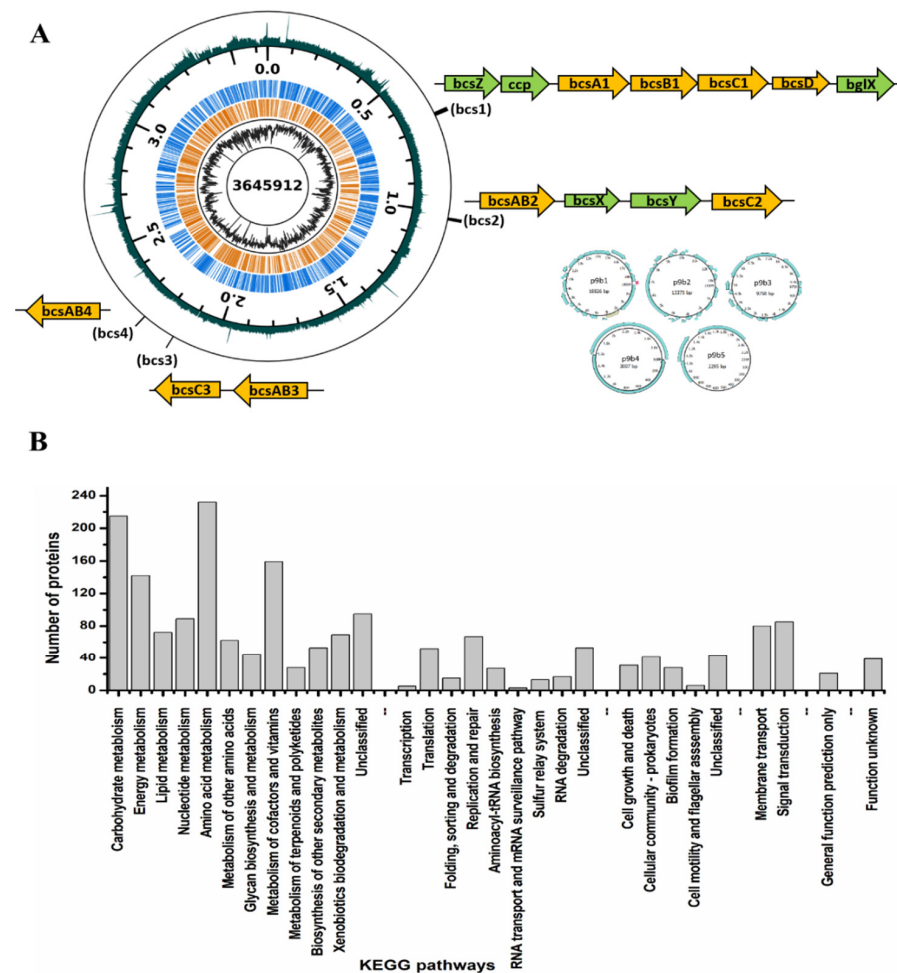 A
0.0
0.5
1.0
1.5
2.0
2.5
3.0
3645912
(bcs1)
(bcs2)
(bcs3)
(bcs4)
bcsZ ccp bcsA1 bcsB1 bcsC1 bcsD bglX
bcsAB2 bcsX bcsY bcsC2
bcsAB4
bcsC3 bcsAB3
p9b1
p9b2
p9b3
p9b4
p9b5
B
Number of proteins
240
200
160
120
80
40
0
Carbohydrate metabloism
Energy metabolism
Lipid metabolism
Nucleotide metabolism
Amino acid metabolism
Metabolism of other amino acids
Glycan biosynthesis and metabolism
Metabolism of cofactors and vitamins
Metabolism of terpenoids and polyketides
Biosynthesis of other secondary metabolites
Xenobiotics biodegradation and metabolism
Unclassified
--
Transcription
Translation
Folding, sorting and degradation
Replication and repair
Aminoacyl-tRNA biosynthesis
RNA transport and mRNA surveillance pathway
Sulfur relay system
RNA degradation
Unclassified
--
Cell growth and death
Cellular community - prokaryotes
Biofilm formation
Cell motility and flagellar asssembly
Unclassified
--
Membrane transport
Signal transduction
--
General function prediction only
--
Function unknown
KEGG pathways